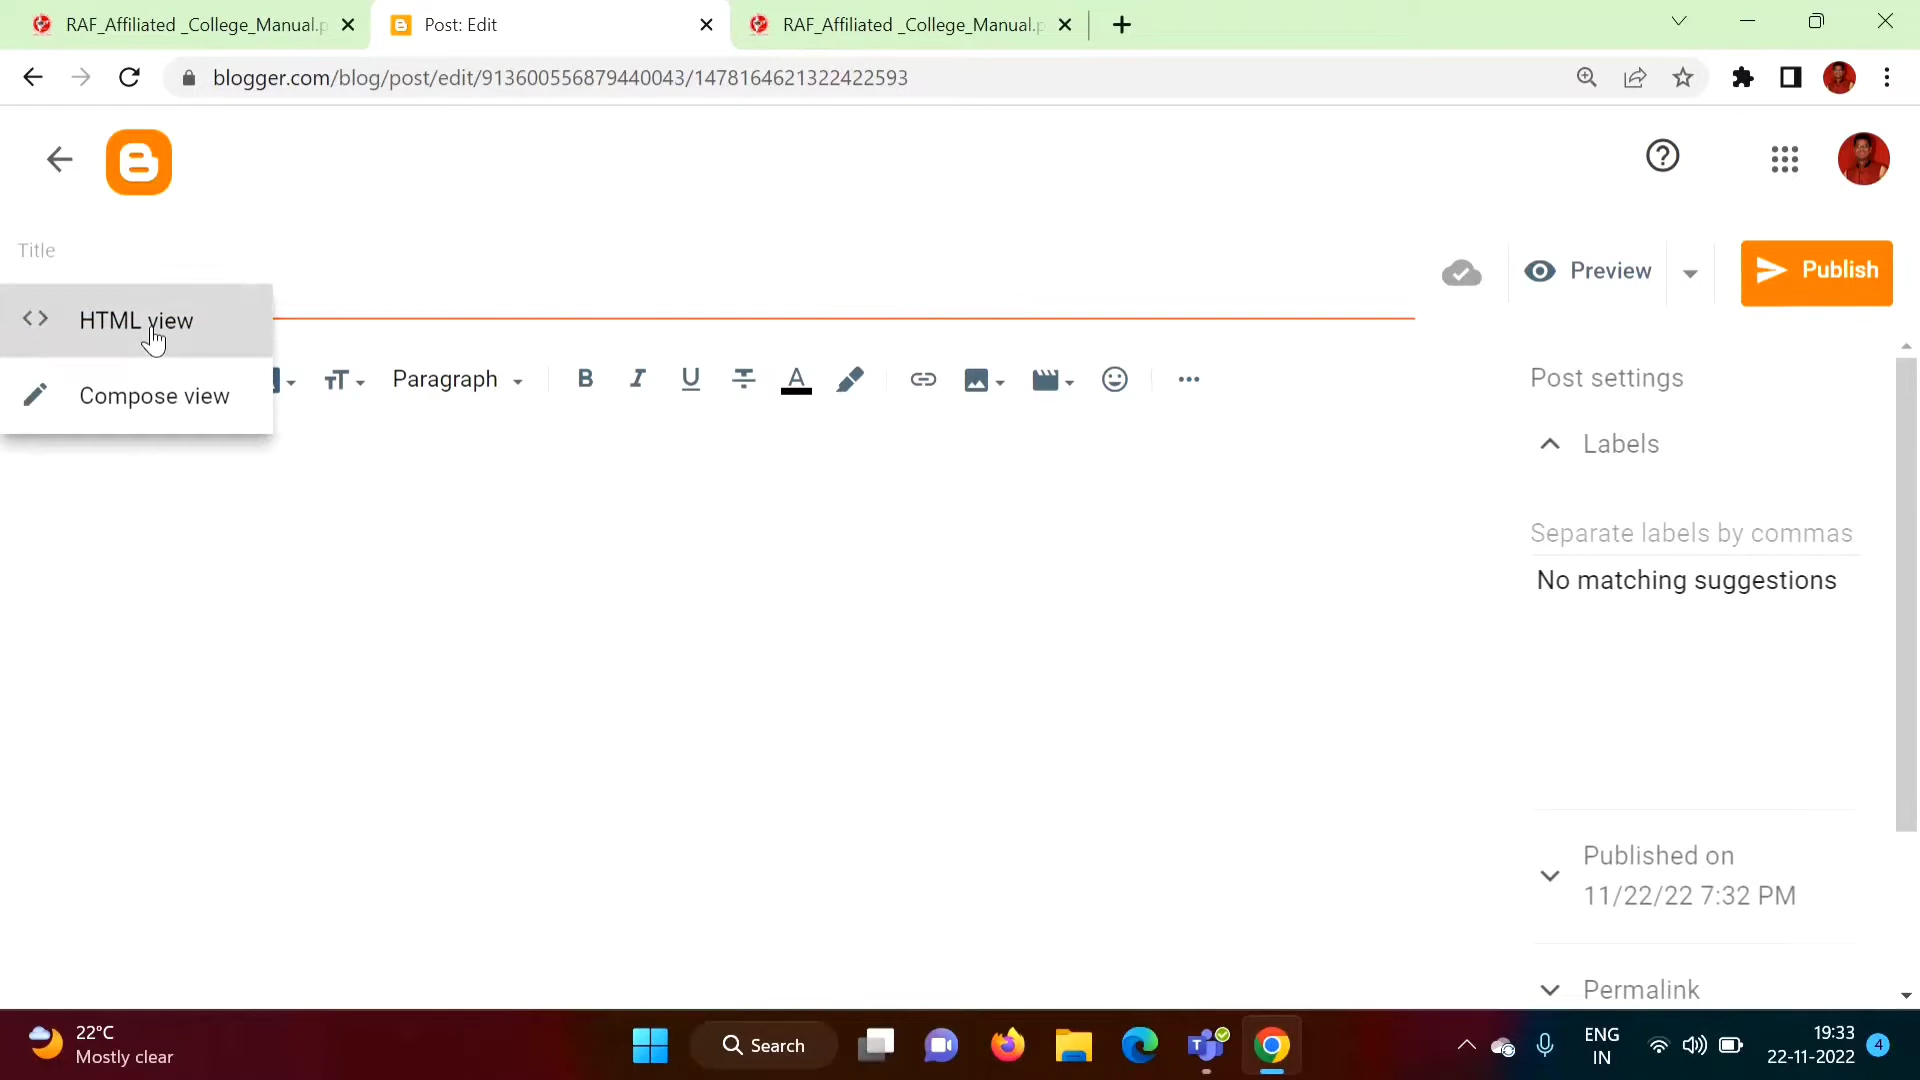 RAF_Affiliated _College_Manual.p
Post: Edit
RAF_Affiliated _College_Manual.p
blogger.com/blog/post/edit/913600556879440043/1478164621322422593
Title
Preview
Publish
HTML view
Compose view
Paragraph
B I U A
Post settings
Labels
Separate labels by commas
No matching suggestions
Published on
11/22/22 7:32 PM
Permalink
22°C
Mostly clear
Search
ENG
IN
19:33
22-11-2022
4